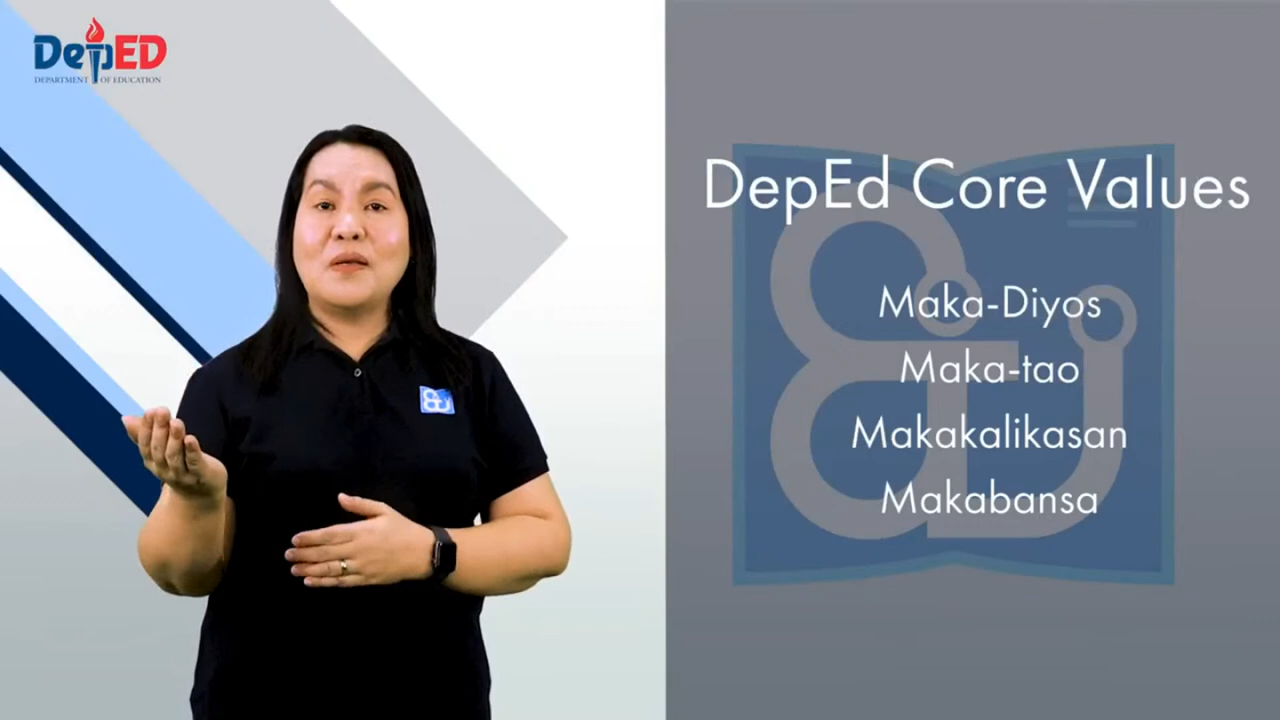 DepED
DEPARTMENT OF EDUCATION
DepEd Core Values
Maka-Diyos
Maka-tao
Makakalikasan
Makabansa